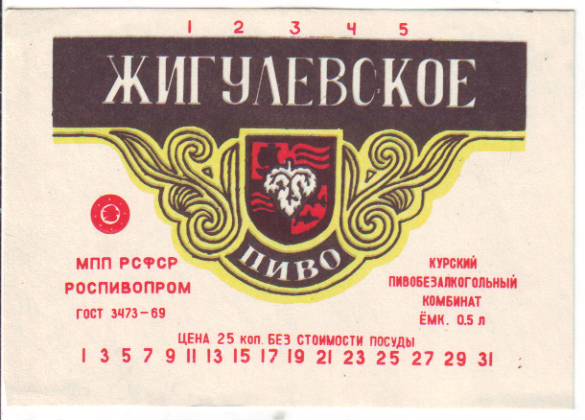 1 2 3 4 5
ЖИГУЛЕВСКОЕ
ПИВО
МПП РСФСР
РОСПИВОПРОМ
ГОСТ 3473-69
КУРСКИЙ
ПИВОБЕЗАЛКОГОЛЬНЫЙ
КОМБИНАТ
ЁМК. 0.5 л
ЦЕНА 25 коп. БЕЗ СТОИМОСТИ ПОСУДЫ
1 3 5 7 9 11 13 15 17 19 21 23 25 27 29 31